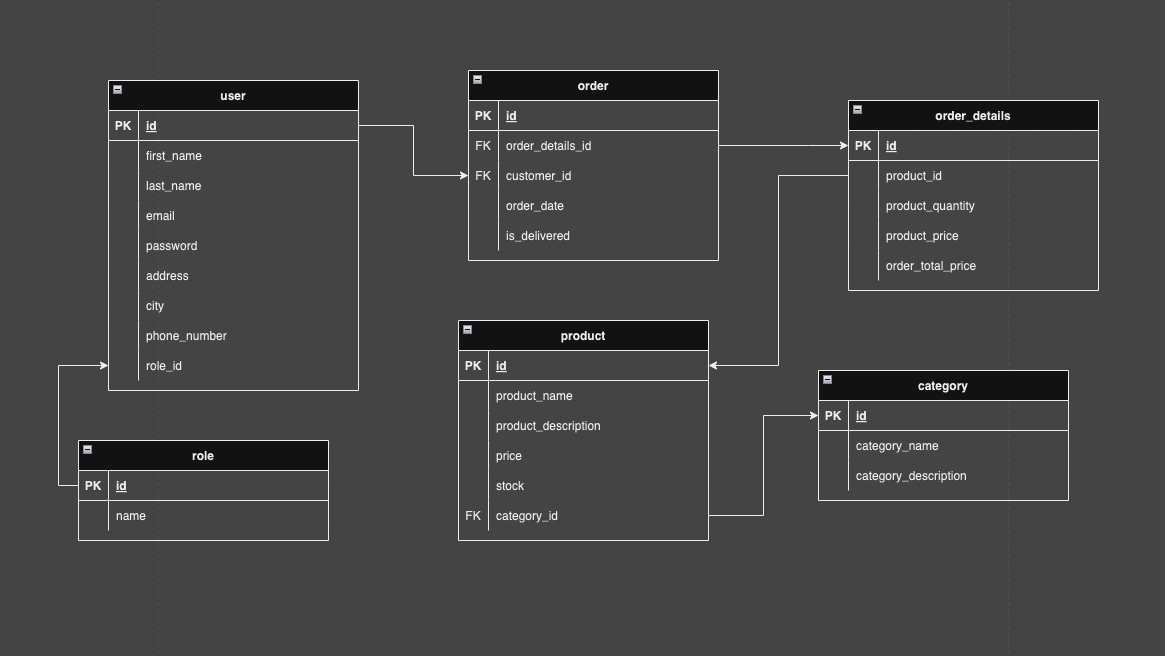 user
PK id
first_name
last_name
email
password
address
city
phone_number
role_id
order
PK id
FK order_details_id
FK customer_id
order_date
is_delivered
order_details
PK id
product_id
product_quantity
product_price
order_total_price
product
PK id
product_name
product_description
price
stock
FK category_id
category
PK id
category_name
category_description
role
PK id
name